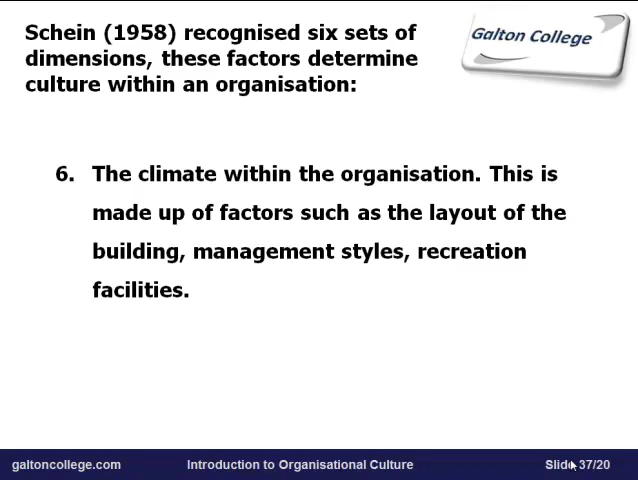 Schein (1958) recognised six sets of
dimensions, these factors determine
culture within an organisation:
Galton College
6. The climate within the organisation. This is
made up of factors such as the layout of the
building, management styles, recreation
facilities.
galtoncollege.com Introduction to Organisational Culture Slide 37/20